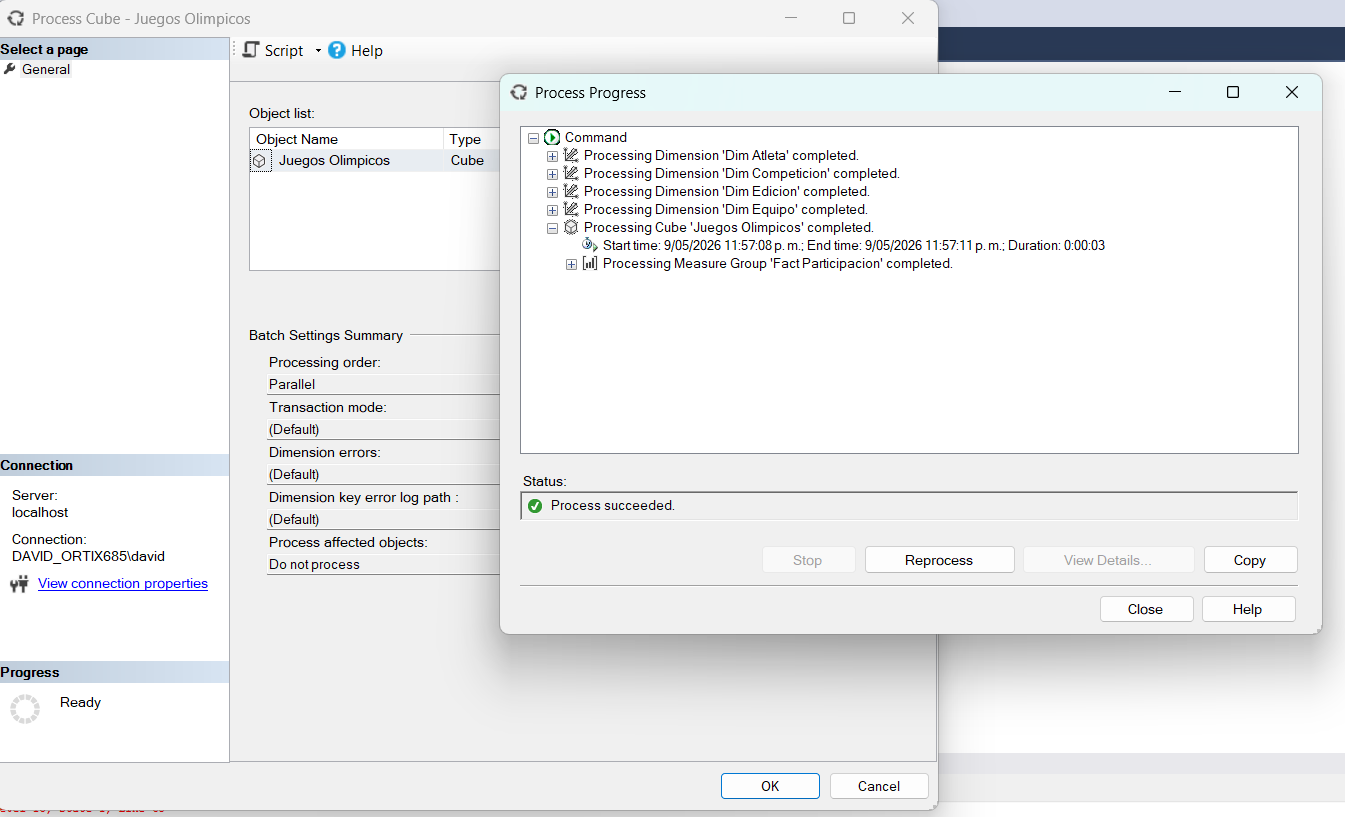 Process Cube - Juegos Olimpicos
Select a page
General
Script
Help
Object list:
Object Name Type
Juegos Olimpicos Cube
Batch Settings Summary
Processing order:
Parallel
Transaction mode:
(Default)
Dimension errors:
(Default)
Dimension key error log path :
(Default)
Process affected objects:
Do not process
Connection
Server:
localhost
Connection:
DAVID_ORTIX685\david
View connection properties
Progress
Ready
OK
Cancel
Process Progress
Command
Processing Dimension 'Dim Atleta' completed.
Processing Dimension 'Dim Competicion' completed.
Processing Dimension 'Dim Edicion' completed.
Processing Dimension 'Dim Equipo' completed.
Processing Cube 'Juegos Olimpicos' completed.
Start time: 9/05/2026 11:57:08 p. m.; End time: 9/05/2026 11:57:11 p. m.; Duration: 0:00:03
Processing Measure Group 'Fact Participacion' completed.
Status:
Process succeeded.
Stop
Reprocess
View Details...
Copy
Close
Help